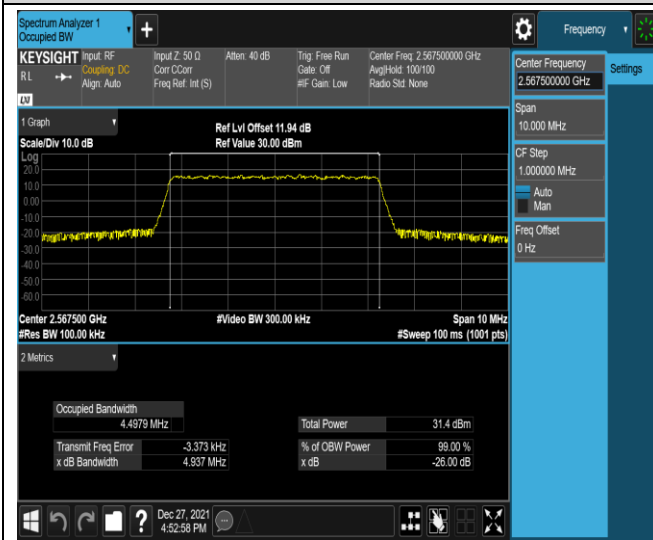 Spectrum Analyzer 1
Occupied BW
+
Frequency
KEYSIGHT
RL
LXI
Input: RF
Coupling: DC
Align: Auto
Input Z: 50 Ω
Corr CCorr
Freq Ref: Int (S)
Atten: 40 dB
Trig: Free Run
Gate: Off
#IF Gain: Low
Center Freq: 2.567500000 GHz
Avg|Hold: 100/100
Radio Std: None
Center Frequency
2.567500000 GHz
Settings
Span
10.000 MHz
CF Step
1.000000 MHz
Auto
Man
Freq Offset
0 Hz
1 Graph
Scale/Div 10.0 dB
Ref Lvl Offset 11.94 dB
Ref Value 30.00 dBm
Log
20.0
10.0
0.00
-10.0
-20.0
-30.0
-40.0
-50.0
-60.0
Center 2.567500 GHz
#Res BW 100.00 kHz
#Video BW 300.00 kHz
Span 10 MHz
#Sweep 100 ms (1001 pts)
2 Metrics
Occupied Bandwidth
4.4979 MHz
Total Power 31.4 dBm
Transmit Freq Error -3.373 kHz
% of OBW Power 99.00 %
x dB Bandwidth 4.937 MHz
x dB -26.00 dB
?
Dec 27, 2021
4:52:58 PM